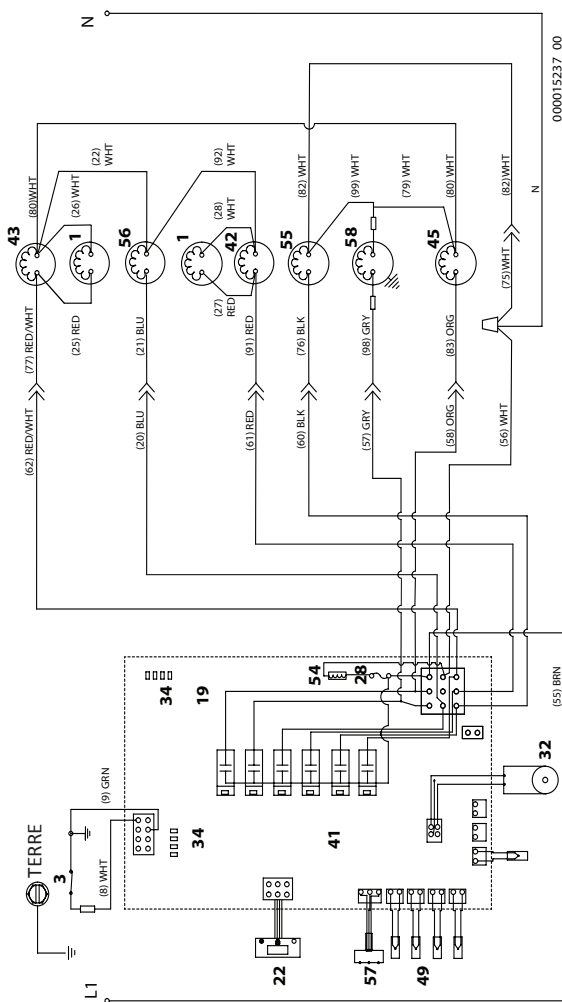 N
43
1
56
1
42
55
58
45
(80)WHT
(26) WHT
(22) WHT
(28) WHT
(92) WHT
(82) WHT
(99) WHT
(79) WHT
(80) WHT
(82)WHT
(77) RED/WHT
(25) RED
(21) BLU
(27) RED
(91) RED
(76) BLK
(98) GRY
(83) ORG
(75)WHT
N
000015237 00
(62) RED/WHT
(20) BLU
(61) RED
(60) BLK
(57) GRY
(58) ORG
(56) WHT
TERRE
3
(9) GRN
(8) WHT
34
34
19
54
28
41
22
57
49
32
(55) BRN
L1